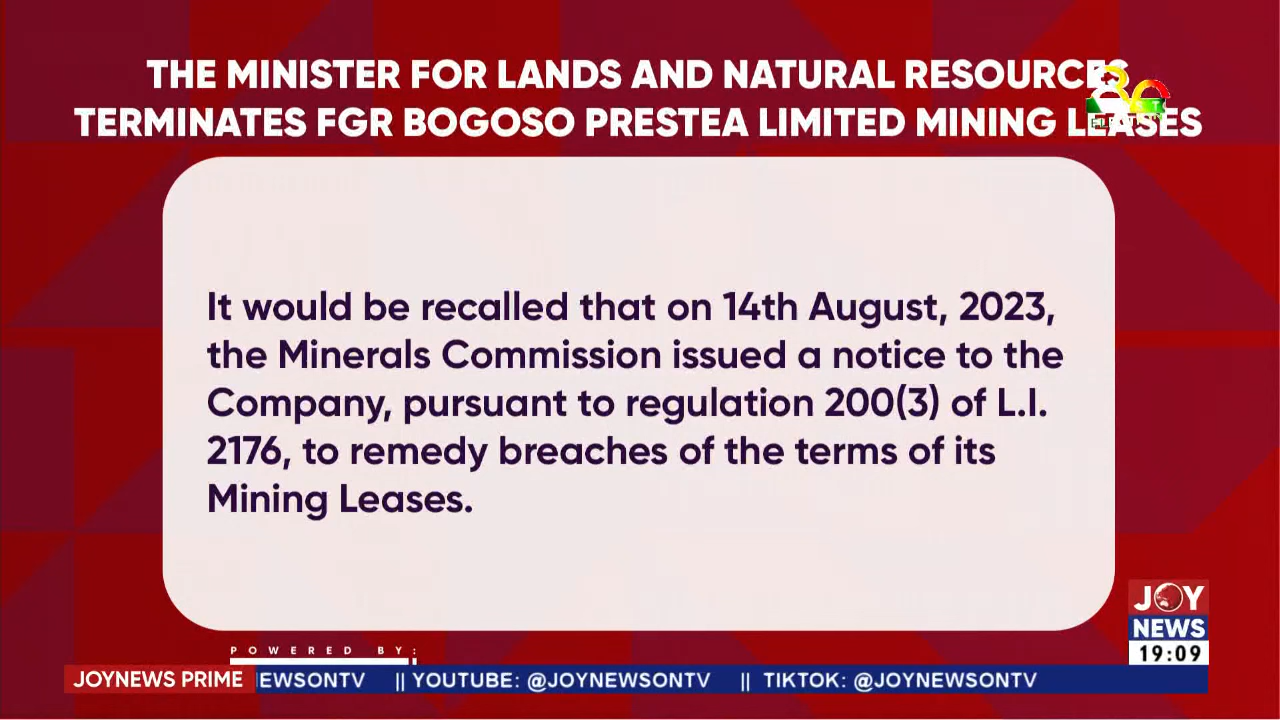 THE MINISTER FOR LANDS AND NATURAL RESOURCES
TERMINATES FGR BOGOSO PRESTEA LIMITED MINING LEASES
It would be recalled that on 14th August, 2023,
the Minerals Commission issued a notice to the
Company, pursuant to regulation 200(3) of L.I.
2176, to remedy breaches of the terms of its
Mining Leases.
JOY
NEWS
19:09
POWERED BY:
JOYNEWS PRIME
EWSONTV || YOUTUBE: @JOYNEWSONTV || TIKTOK: @JOYNEWSONTV